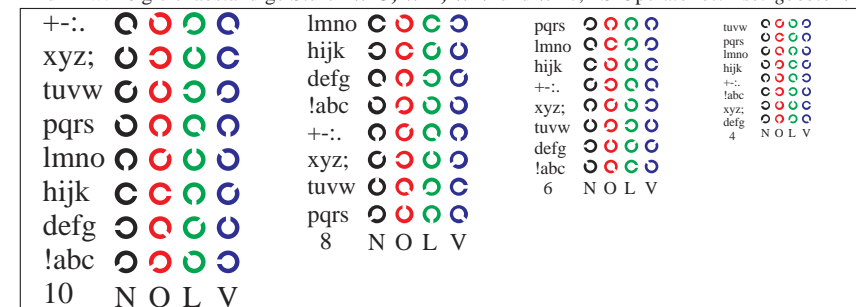 +-:.
xyz;
tuvw
pqrs
lmno
hijk
defg
!abc
10 N O L V
lmno
hijk
defg
!abc
+-:.
xyz;
tuvw
pqrs
8 N O L V
pqrs
lmno
hijk
+-:.
xyz;
tuvw
defg
!abc
6 N O L V
tuvw
pqrs
lmno
hijk
+-:.
!abc
xyz;
defg
4 N O L V